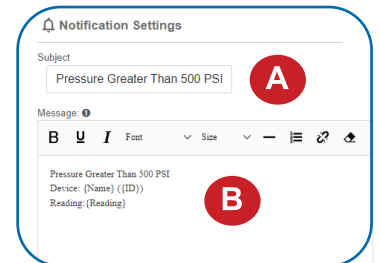 Notification Settings
Subject
Pressure Greater Than 500 PSI
A
Message:
B U I Font Size
Pressure Greater Than 500 PSI
Device: {Name} ({ID})
Reading:{Reading}
B